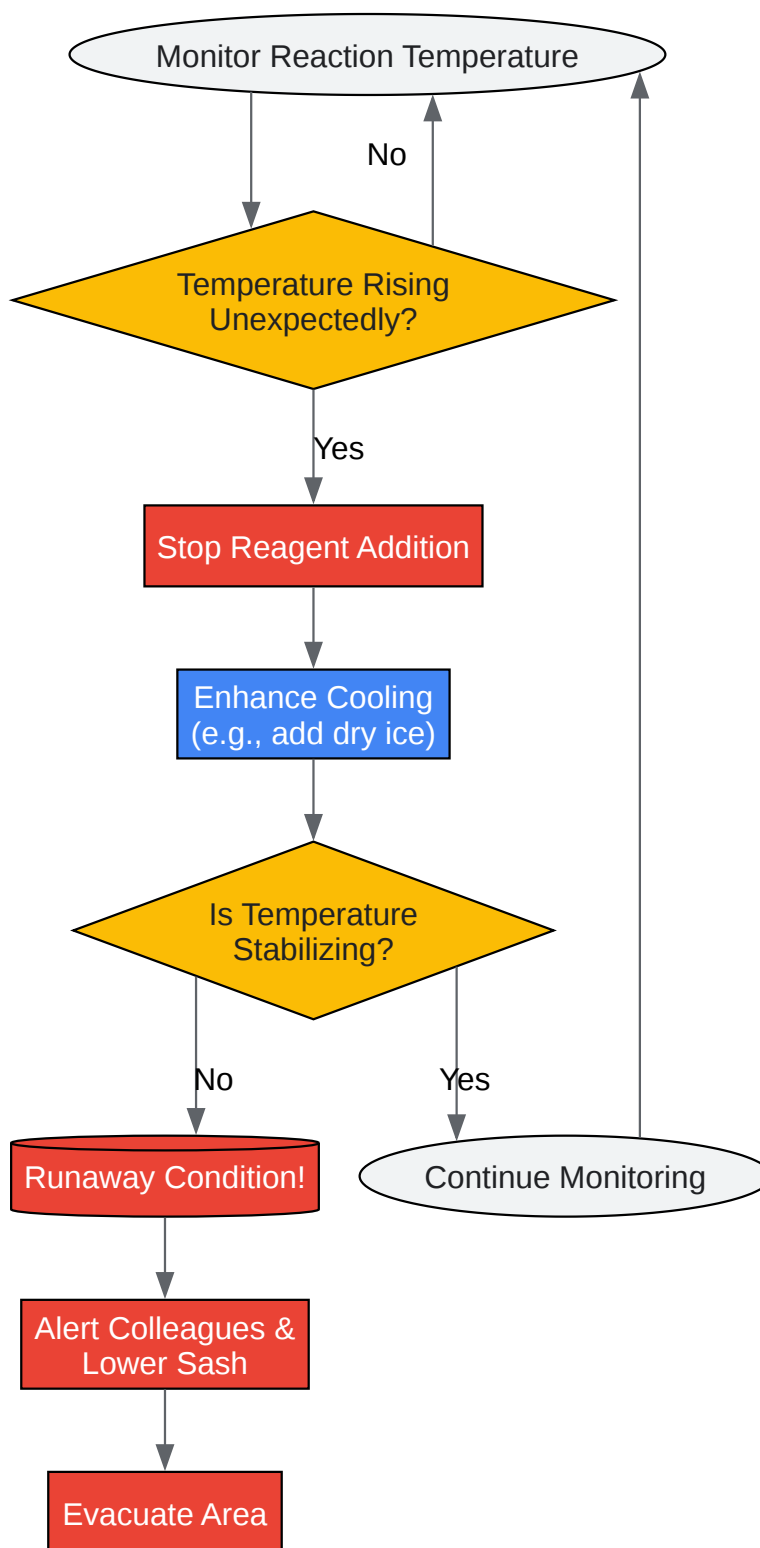 Monitor Reaction Temperature
No
Temperature Rising
Unexpectedly?
Yes
Stop Reagent Addition
Enhance Cooling
(e.g., add dry ice)
Is Temperature
Stabilizing?
No
Yes
Runaway Condition!
Continue Monitoring
Alert Colleagues &
Lower Sash
Evacuate Area